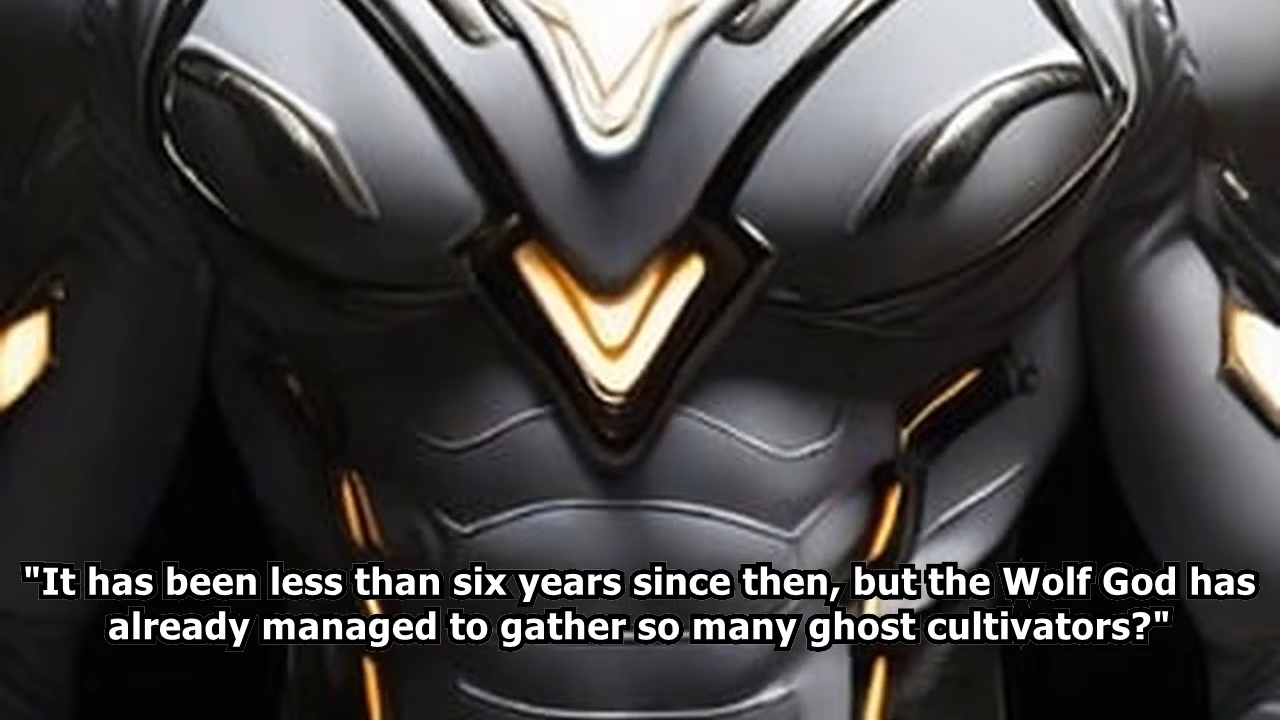 "It has been less than six years since then, but the Wolf God has
already managed to gather so many ghost cultivators?"